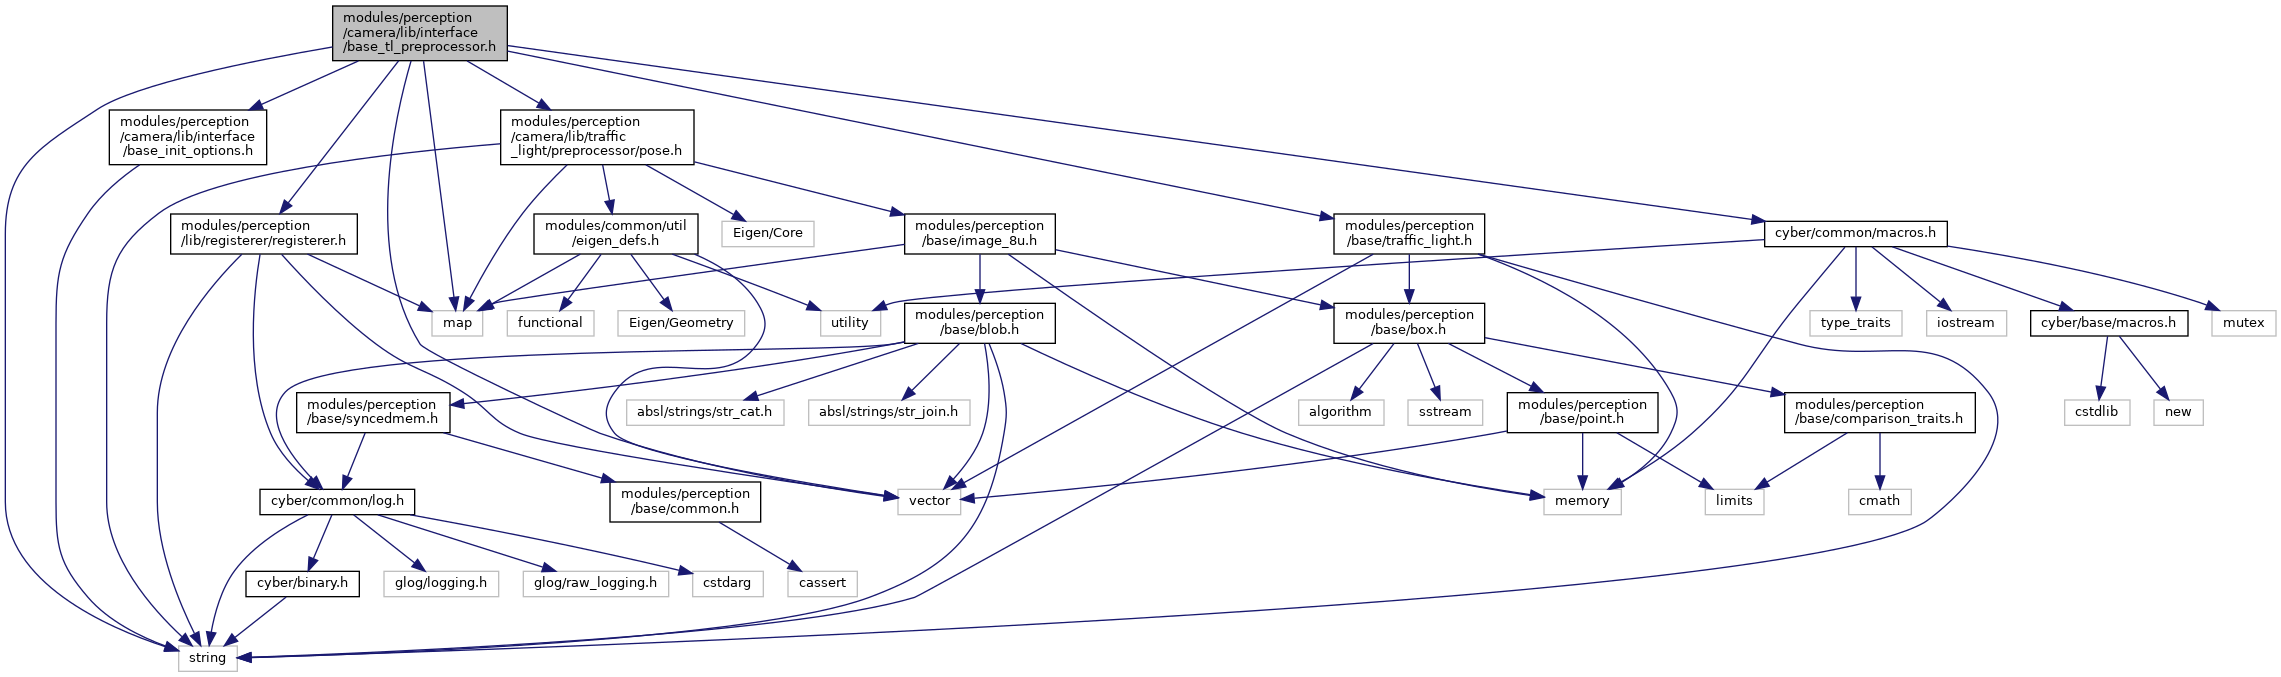 modules/perception
/camera/lib/interface
/base_tl_preprocessor.h
modules/perception
/camera/lib/interface
/base_init_options.h
modules/perception
/camera/lib/traffic
_light/preprocessor/pose.h
modules/perception
/lib/registerer/registerer.h
modules/common/util
/eigen_defs.h
Eigen/Core
modules/perception
/base/image_8u.h
modules/perception
/base/traffic_light.h
cyber/common/macros.h
map
functional
Eigen/Geometry
utility
modules/perception
/base/blob.h
modules/perception
/base/box.h
type_traits
iostream
cyber/base/macros.h
mutex
modules/perception
/base/syncedmem.h
absl/strings/str_cat.h
absl/strings/str_join.h
algorithm
sstream
modules/perception
/base/point.h
modules/perception
/base/comparison_traits.h
cstdlib
new
cyber/common/log.h
modules/perception
/base/common.h
vector
memory
limits
cmath
cyber/binary.h
glog/logging.h
glog/raw_logging.h
cstdarg
cassert
string